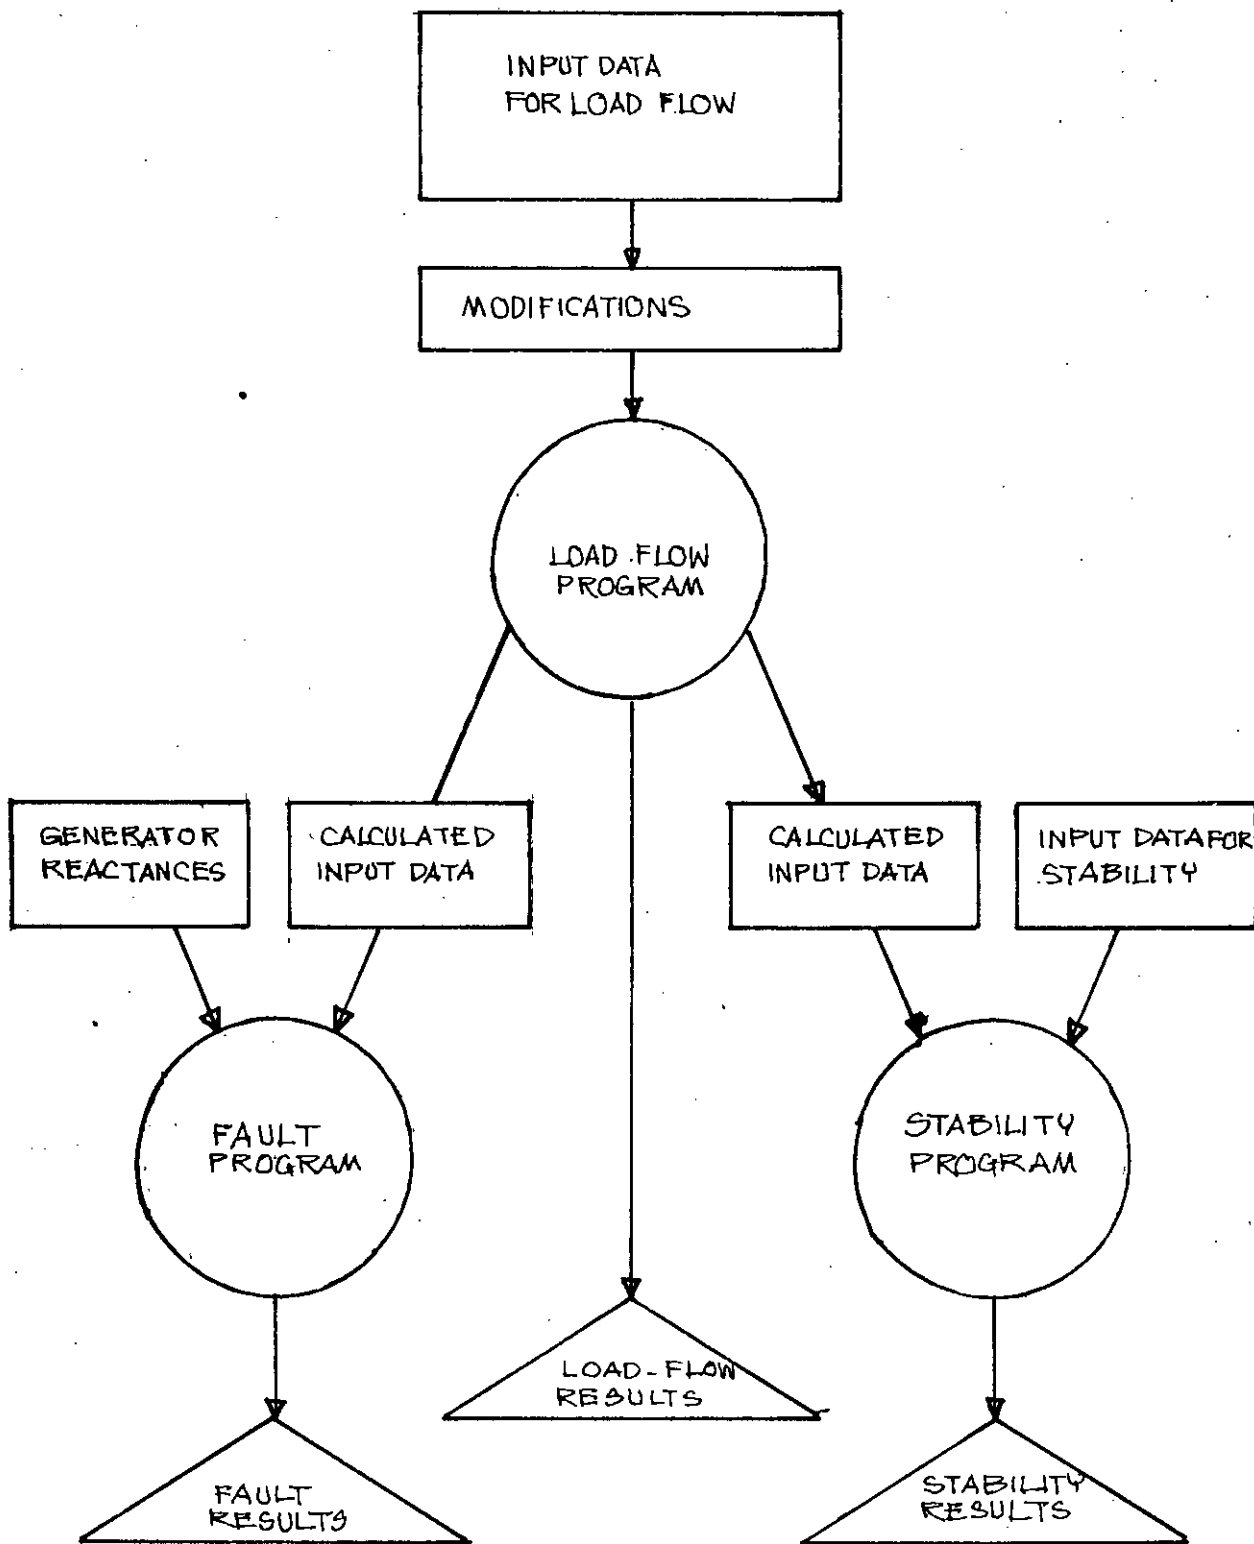 INPUT DATA
FOR LOAD FLOW
MODIFICATIONS
LOAD-FLOW
PROGRAM
GENERATOR
REACTANCES
CALCULATED
INPUT DATA
CALCULATED
INPUT DATA
INPUT DATA FOR
STABILITY
FAULT
PROGRAM
STABILITY
PROGRAM
LOAD-FLOW
RESULTS
FAULT
RESULTS
STABILITY
RESULTS